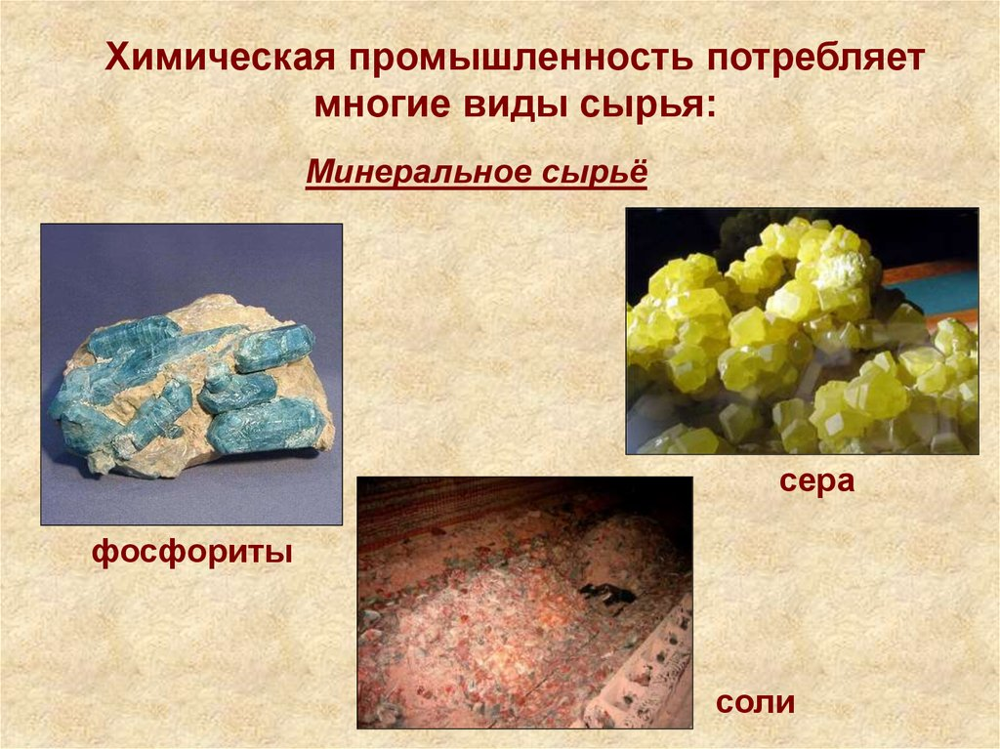 Химическая промышленность потребляет
многие виды сырья:
Минеральное сырьё
сера
фосфориты
соли